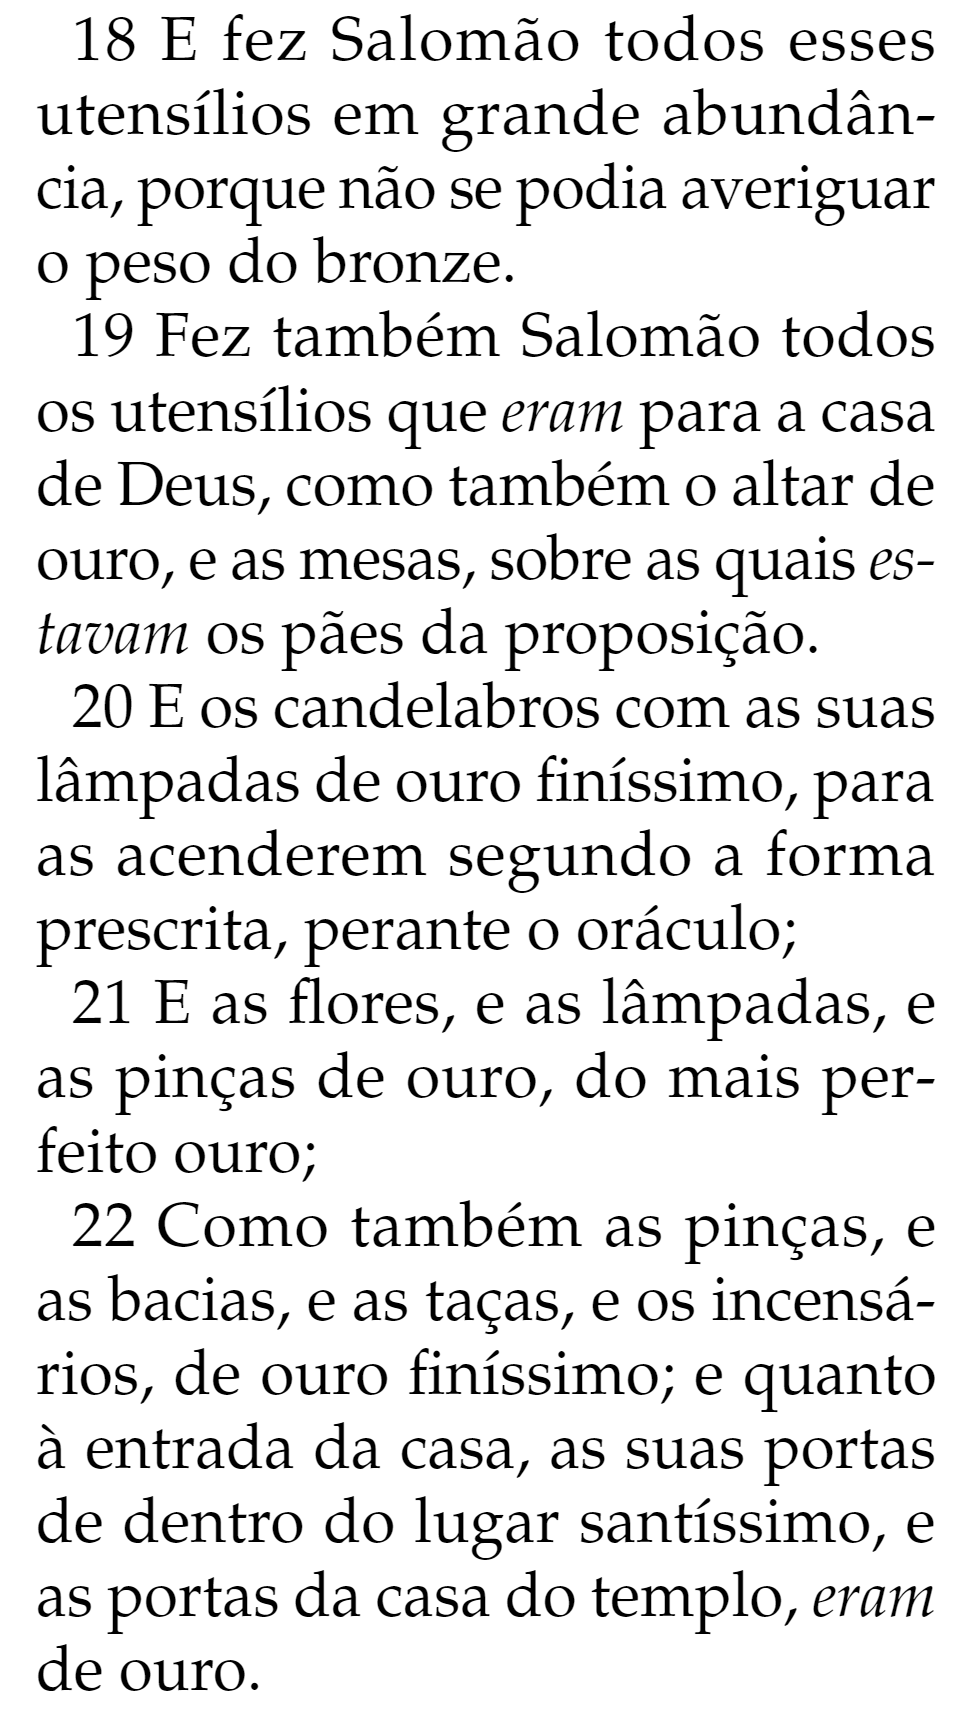 18 E fez Salomão todos esses
utensílios em grande abundân-
cia, porque não se podia averiguar
o peso do bronze.
19 Fez também Salomão todos
os utensílios que eram para a casa
de Deus, como também o altar de
ouro, e as mesas, sobre as quais es-
tavam os pães da proposição.
20 E os candelabros com as suas
lâmpadas de ouro finíssimo, para
as acenderem segundo a forma
prescrita, perante o oráculo;
21 E as flores, e as lâmpadas, e
as pinças de ouro, do mais per-
feito ouro;
22 Como também as pinças, e
as bacias, e as taças, e os incensá-
rios, de ouro finíssimo; e quanto
à entrada da casa, as suas portas
de dentro do lugar santíssimo, e
as portas da casa do templo, eram
de ouro.